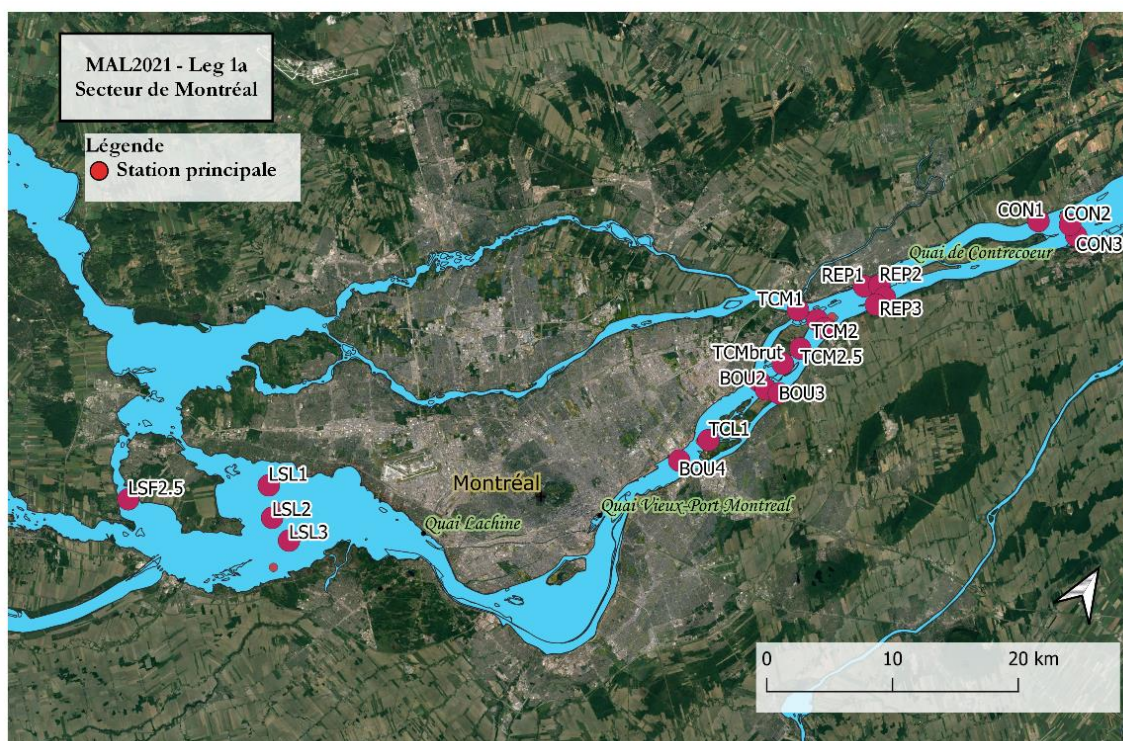 MAL2021 - Leg 1a
Secteur de Montréal
Légende
Station principale
CON1
CON2
CON3
Quai de Contrecoeur
REP1
REP2
REP3
TCM1
TCM2
TCM2.5
TCMbrut
BOU2
BOU3
TCL1
BOU4
LSF2.5
LSL1
LSL2
LSL3
Montréal
Quai Lachine
Quai Vieux-Port Montreal
0 10 20 km